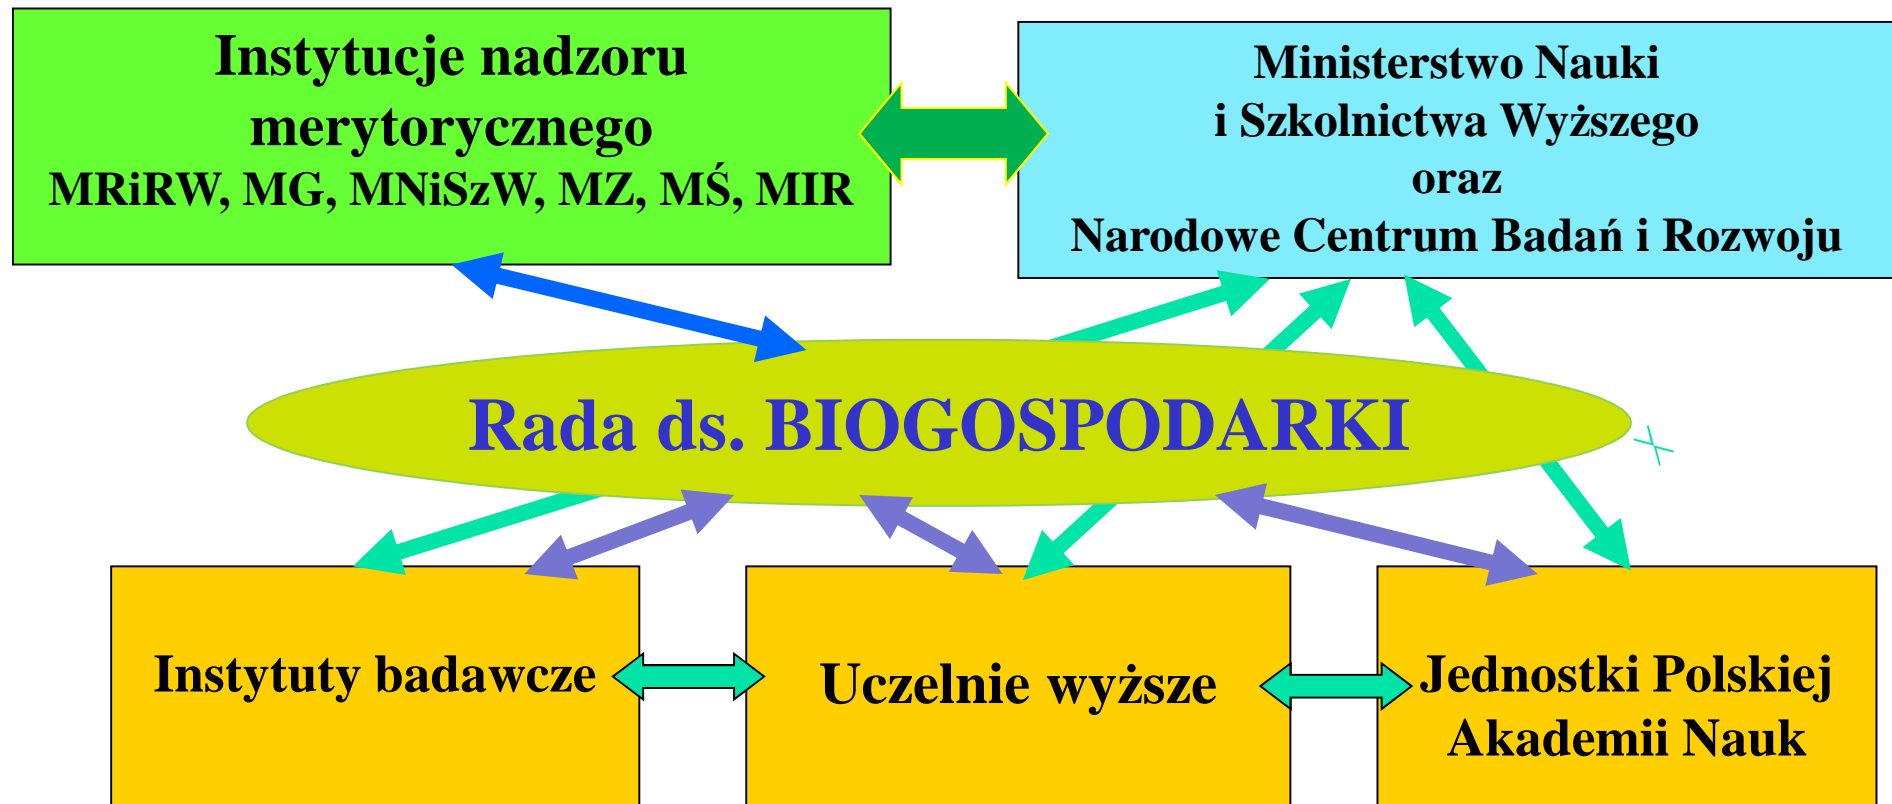 Instytucje nadzoru
merytorycznego
MRiRW, MG, MNiSzW, MZ, MŚ, MIR
Ministerstwo Nauki
i Szkolnictwa Wyższego
oraz
Narodowe Centrum Badań i Rozwoju
Rada ds. BIOGOSPODARKI
X
Instytuty badawcze
Uczelnie wyższe
Jednostki Polskiej
Akademii Nauk